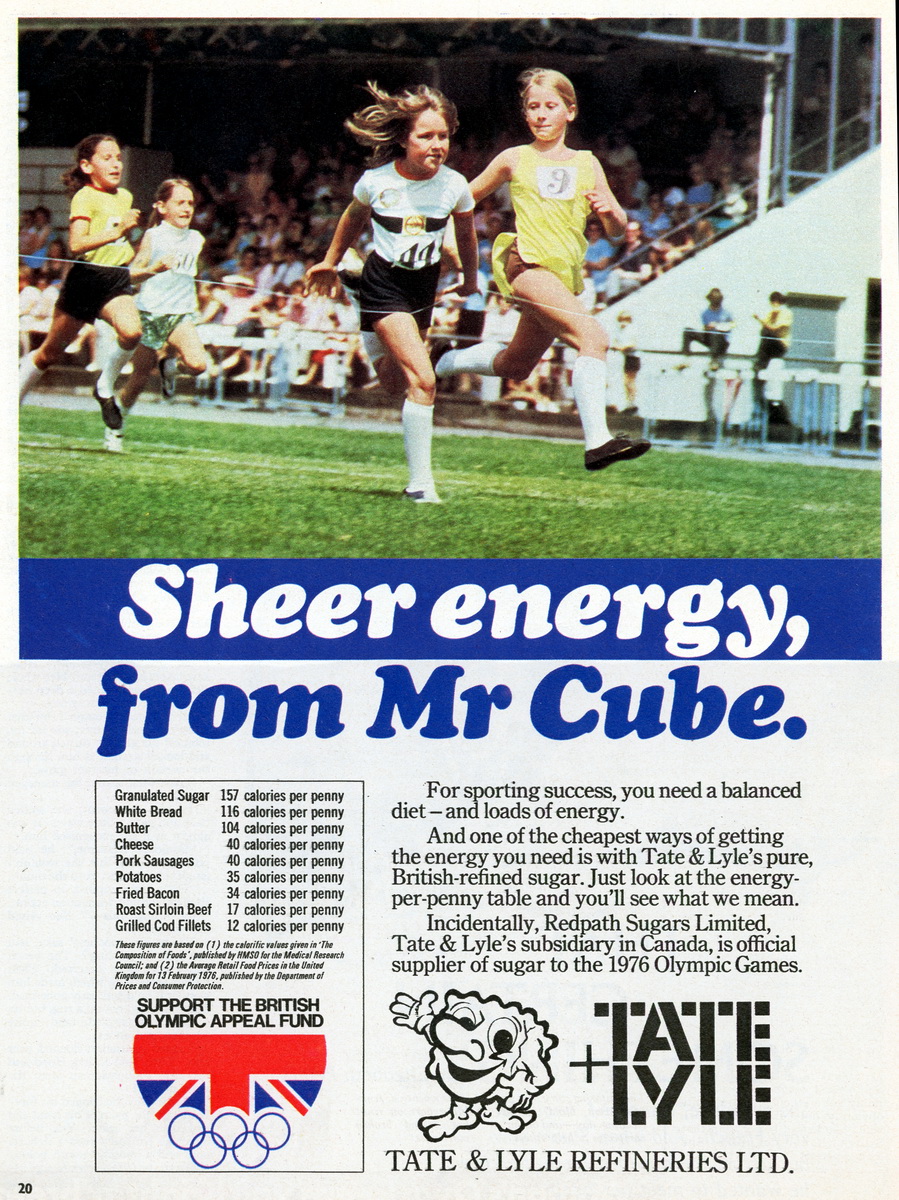 9
44
Sheer energy,
from Mr Cube.
Granulated Sugar 157 calories per penny
White Bread 116 calories per penny
Butter 104 calories per penny
Cheese 40 calories per penny
Pork Sausages 40 calories per penny
Potatoes 35 calories per penny
Fried Bacon 34 calories per penny
Roast Sirloin Beef 17 calories per penny
Grilled Cod Fillets 12 calories per penny
These figures are based on (1) the calorific values given in 'The
Composition of Foods', published by HMSO for the Medical Research
Council; and (2) the Average Retail Food Prices in the United
Kingdom for 13 February 1976, published by the Department of
Prices and Consumer Protection.
SUPPORT THE BRITISH
OLYMPIC APPEAL FUND
For sporting success, you need a balanced
diet – and loads of energy.
And one of the cheapest ways of getting
the energy you need is with Tate & Lyle's pure,
British-refined sugar. Just look at the energy-
per-penny table and you'll see what we mean.
Incidentally, Redpath Sugars Limited,
Tate & Lyle's subsidiary in Canada, is official
supplier of sugar to the 1976 Olympic Games.
+TATE
LYLE
TATE & LYLE REFINERIES LTD.
20